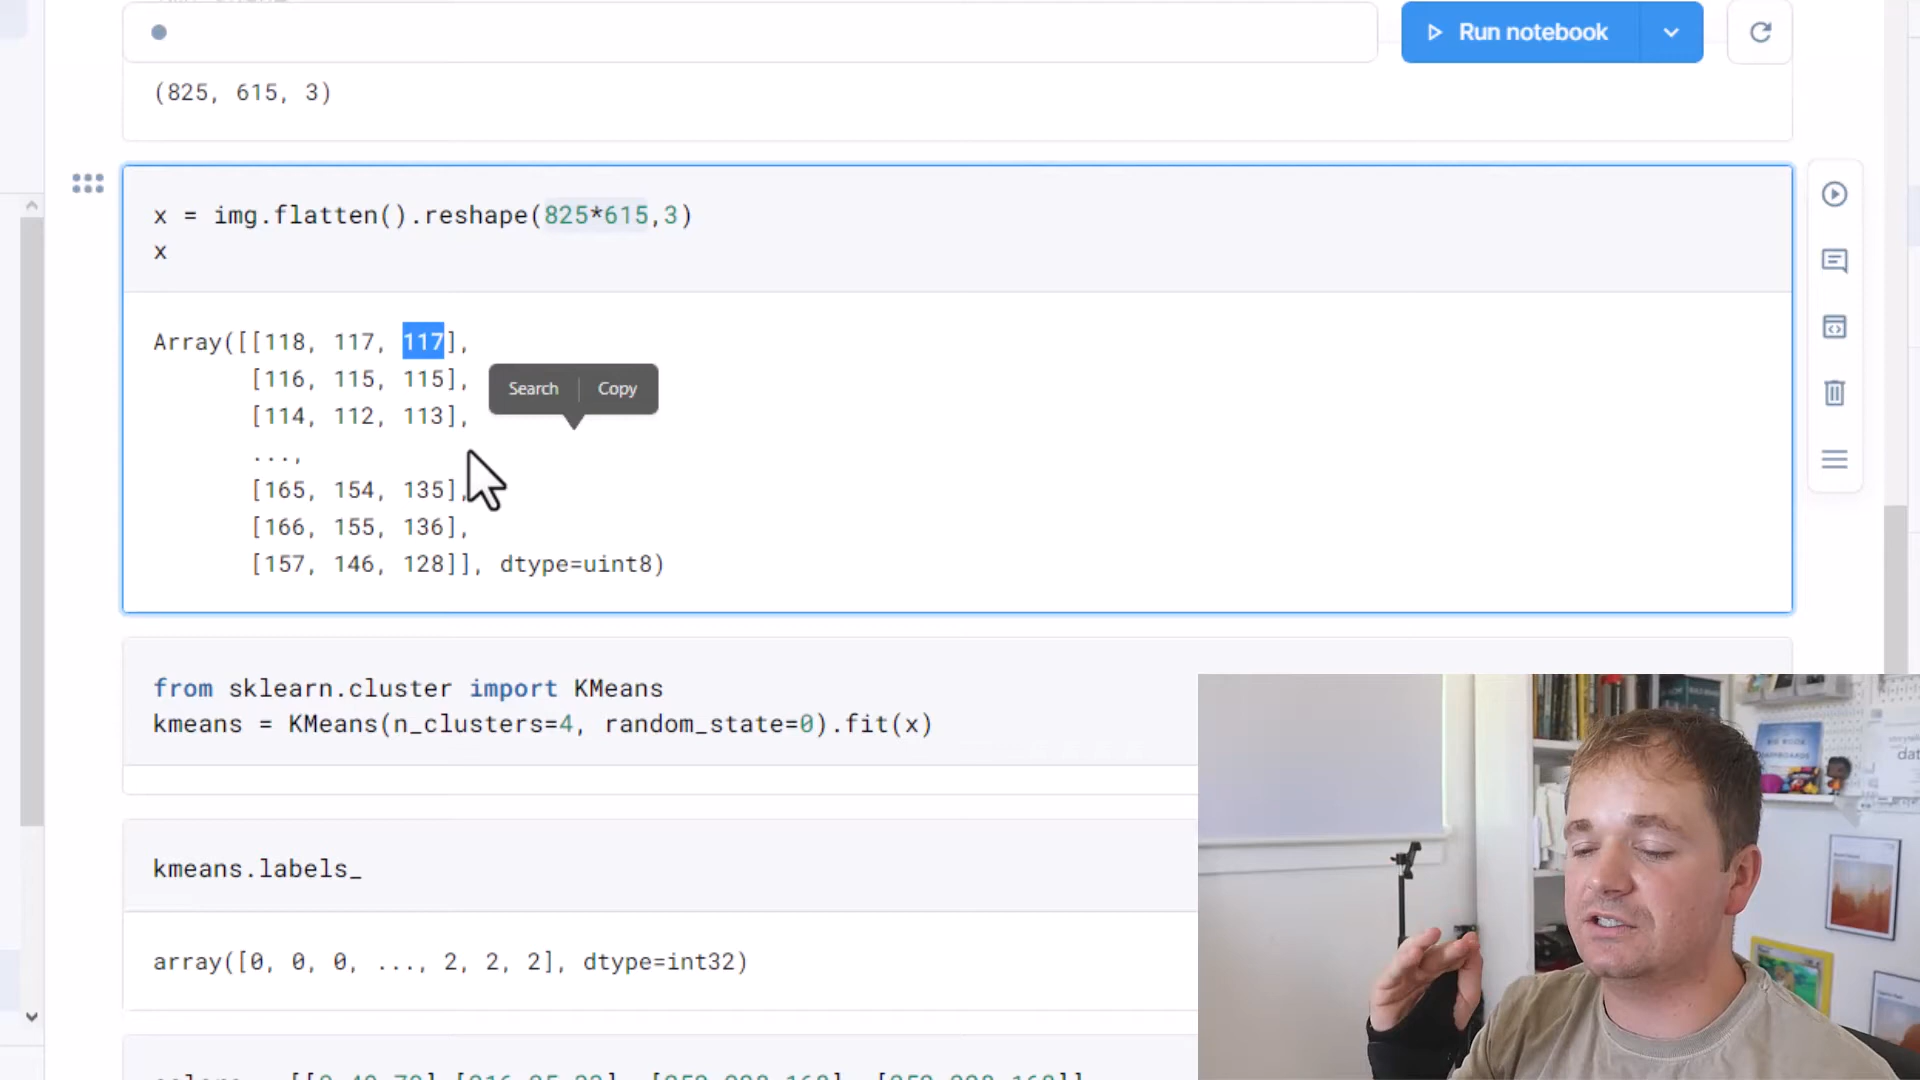 Run notebook
(825, 615, 3)
x = img.flatten().reshape(825*615,3)
x
Array([[118, 117, 117],
[116, 115, 115],
[114, 112, 113],
...,
[165, 154, 135],
[166, 155, 136],
[157, 146, 128]], dtype=uint8)
Search
Copy
from sklearn.cluster import KMeans
kmeans = KMeans(n_clusters=4, random_state=0).fit(x)
kmeans.labels_
array([0, 0, 0, ..., 2, 2, 2], dtype=int32)